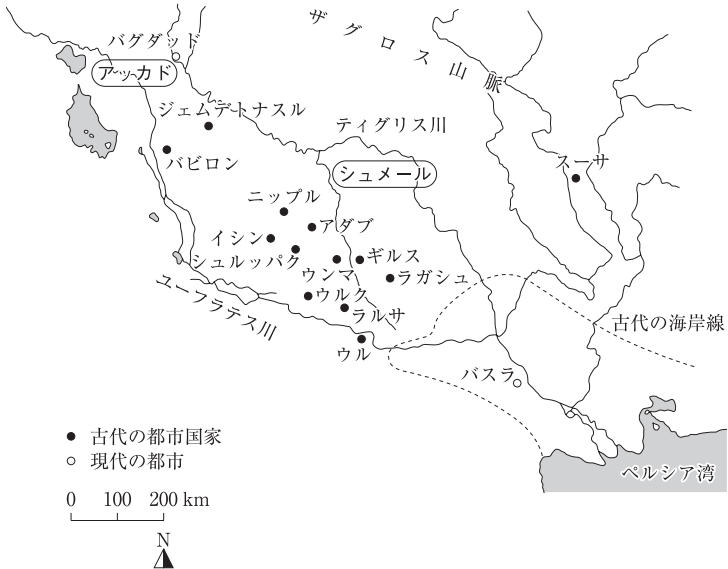 ザグロス山脈
バグダッド
アッカド
ジェムデトナスル
ティグリス川
バビロン
シュメール
スーサ
ニップル
アダブ
イシン
シュルッパク
ウンマ
ギルス
ラガシュ
ユーフラテス川
ウルク
ラルサ
古代の海岸線
ウル
バスラ
● 古代の都市国家
○ 現代の都市
ペルシア湾
0 100 200 km
N